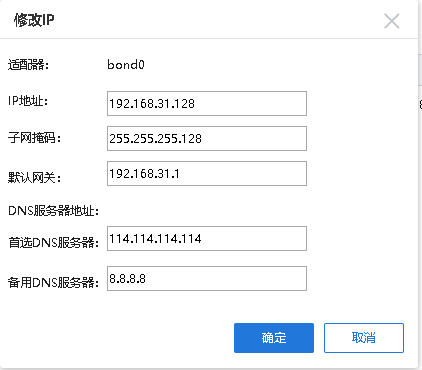 修改IP
适配器： bond0
IP地址： 192.168.31.128
子网掩码： 255.255.255.128
默认网关： 192.168.31.1
DNS服务器地址：
首选DNS服务器： 114.114.114.114
备用DNS服务器： 8.8.8.8
确定 取消